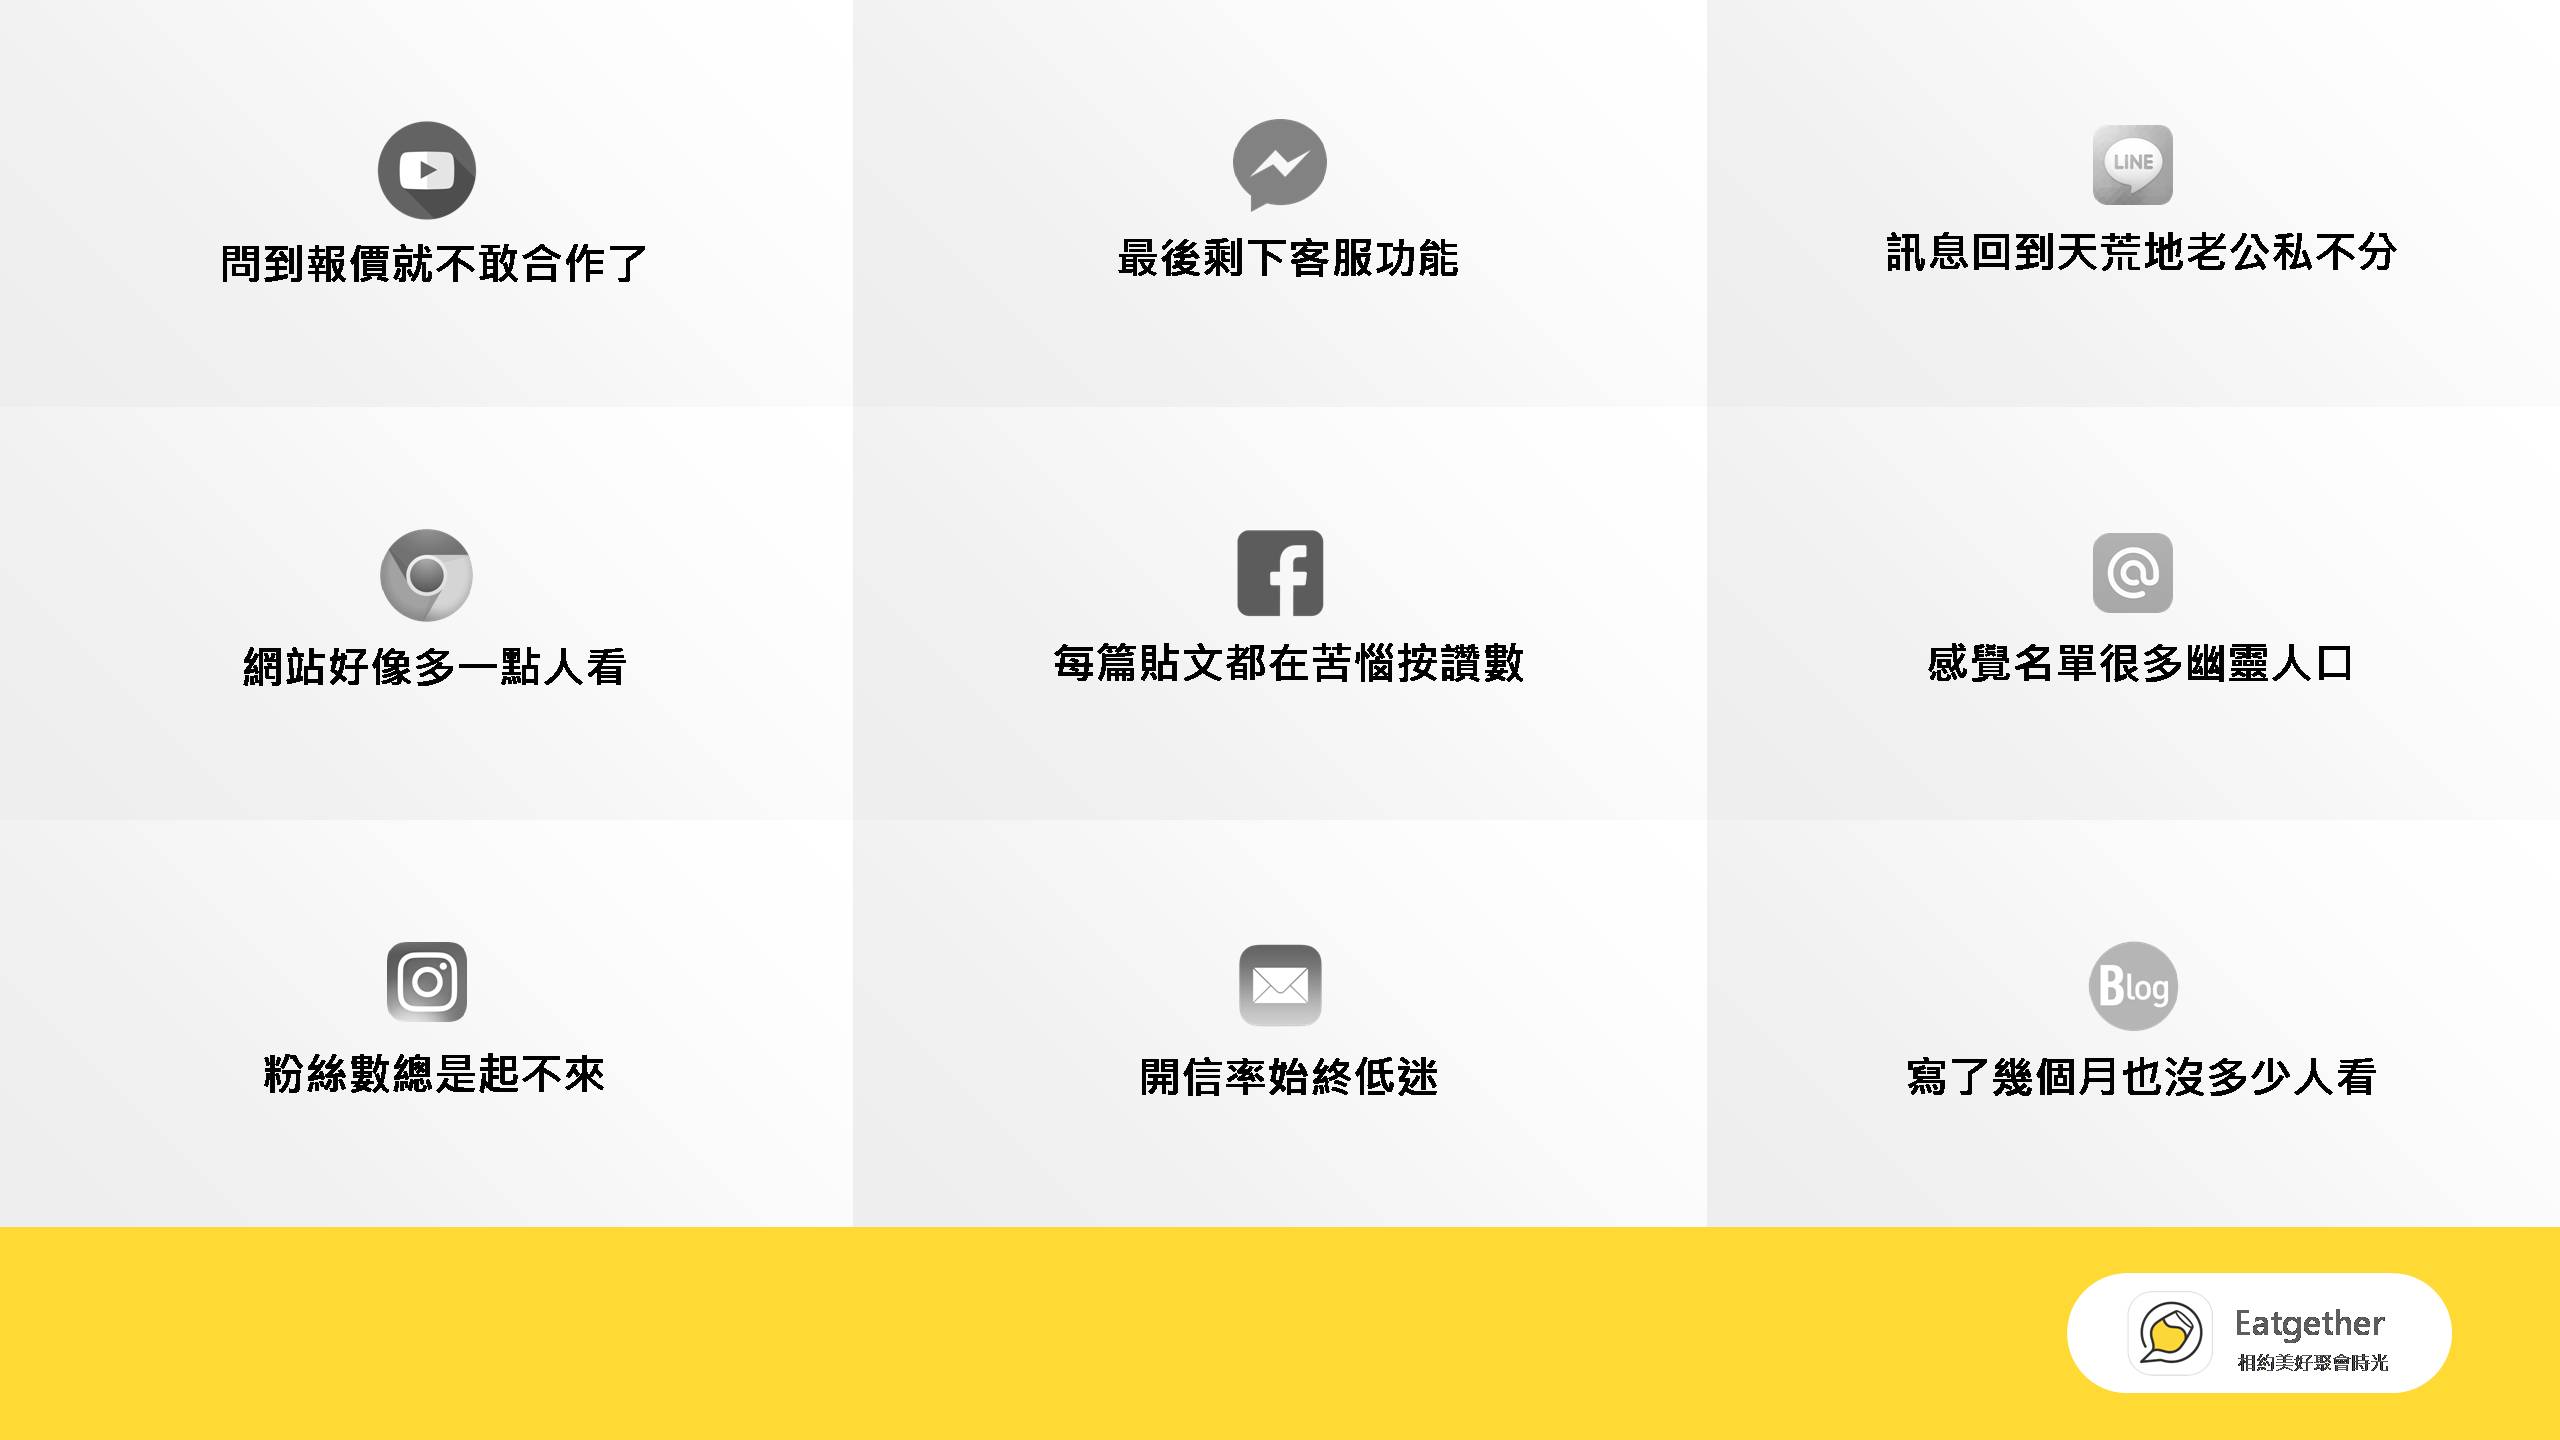 LINE
問到報價就不敢合作了
最後剩下客服功能
訊息回到天荒地老公私不分
網站好像多一點人看
每篇貼文都在苦惱按讚數
感覺名單很多幽靈人口
Blog
粉絲數總是起不來
開信率始終低迷
寫了幾個月也沒多少人看
Eatgether
相約美好聚會時光